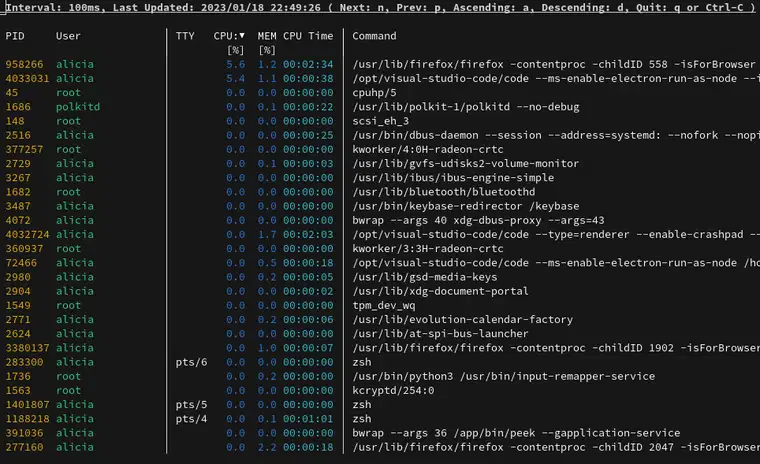 Interval: 100ms, Last Updated: 2023/01/18 22:49:26 ( Next: n, Prev: p, Ascending: a, Descending: d, Quit: q or Ctrl-C )
PID User TTY CPU:▼ MEM CPU Time Command
[%] [%]
958266 alicia 5.6 1.2 00:02:34 /usr/lib/firefox/firefox -contentproc -childID 558 -isForBrowser
4033031 alicia 5.4 1.1 00:00:38 /opt/visual-studio-code/code --ms-enable-electron-run-as-node --i
45 root 0.0 0.0 00:00:00 cpuhp/5
1686 polkitd 0.0 0.1 00:00:22 /usr/lib/polkit-1/polkitd --no-debug
148 root 0.0 0.0 00:00:00 scsi_eh_3
2516 alicia 0.0 0.0 00:00:25 /usr/bin/dbus-daemon --session --address=systemd: --nofork --nopi
377257 root 0.0 0.0 00:00:00 kworker/4:0H-radeon-crtc
2729 alicia 0.0 0.1 00:00:03 /usr/lib/gvfs-udisks2-volume-monitor
3267 alicia 0.0 0.0 00:00:00 /usr/lib/ibus/ibus-engine-simple
1682 root 0.0 0.0 00:00:00 /usr/lib/bluetooth/bluetoothd
3487 alicia 0.0 0.0 00:00:00 /usr/bin/keybase-redirector /keybase
4072 alicia 0.0 0.0 00:00:00 bwrap --args 40 xdg-dbus-proxy --args=43
4032724 alicia 0.0 1.7 00:02:03 /opt/visual-studio-code/code --type=renderer --enable-crashpad --
360937 root 0.0 0.0 00:00:00 kworker/3:3H-radeon-crtc
72466 alicia 0.0 0.5 00:00:18 /opt/visual-studio-code/code --ms-enable-electron-run-as-node /ho
2980 alicia 0.0 0.2 00:00:05 /usr/lib/gsd-media-keys
2904 alicia 0.0 0.0 00:00:02 /usr/lib/xdg-document-portal
1549 root 0.0 0.0 00:00:00 tpm_dev_wq
2771 alicia 0.0 0.2 00:00:06 /usr/lib/evolution-calendar-factory
2624 alicia 0.0 0.0 00:00:00 /usr/lib/at-spi-bus-launcher
3380137 alicia 0.0 1.0 00:00:07 /usr/lib/firefox/firefox -contentproc -childID 1902 -isForBrowser
283300 alicia pts/6 0.0 0.0 00:00:00 zsh
1736 root 0.0 0.2 00:00:00 /usr/bin/python3 /usr/bin/input-remapper-service
1563 root 0.0 0.0 00:00:00 kcryptd/254:0
1401807 alicia pts/5 0.0 0.0 00:00:00 zsh
1188218 alicia pts/4 0.0 0.1 00:01:01 zsh
391036 alicia 0.0 0.0 00:00:00 bwrap --args 36 /app/bin/peek --gapplication-service
277160 alicia 0.0 2.2 00:00:18 /usr/lib/firefox/firefox -contentproc -childID 2047 -isForBrowser